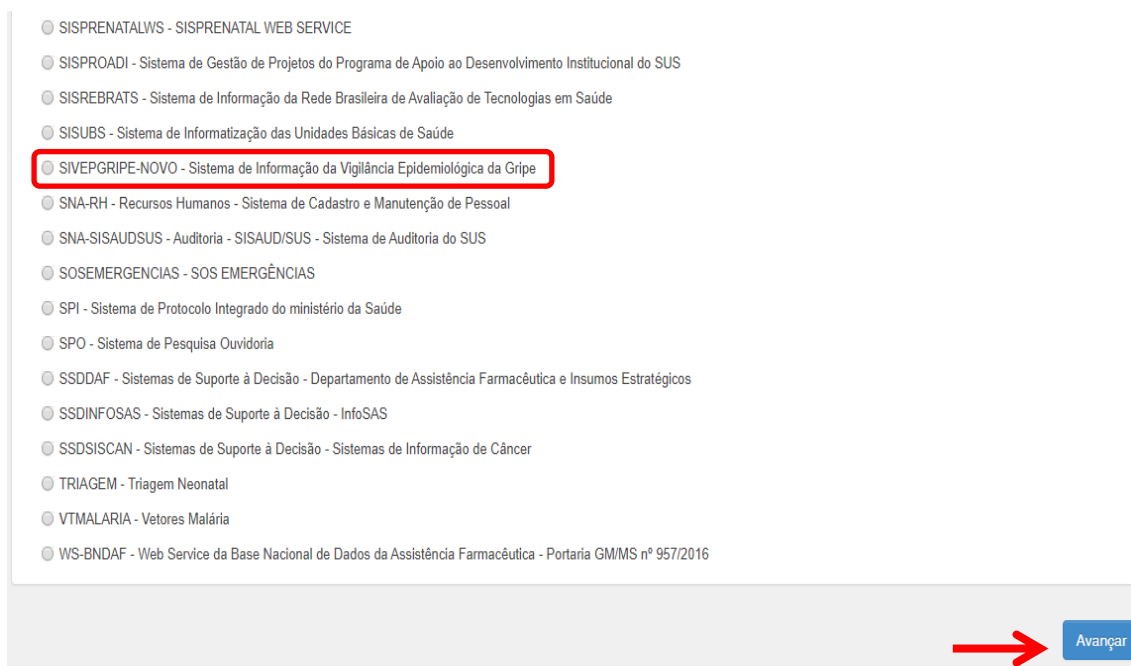 SISPRENATALWS - SISPRENATAL WEB SERVICE
SISPROADI - Sistema de Gestão de Projetos do Programa de Apoio ao Desenvolvimento Institucional do SUS
SISREBRATS - Sistema de Informação da Rede Brasileira de Avaliação de Tecnologias em Saúde
SISUBS - Sistema de Informatização das Unidades Básicas de Saúde
SIVEPGRIPE-NOVO - Sistema de Informação da Vigilância Epidemiológica da Gripe
SNA-RH - Recursos Humanos - Sistema de Cadastro e Manutenção de Pessoal
SNA-SISAUDSUS - Auditoria - SISAUD/SUS - Sistema de Auditoria do SUS
SOSEMERGENCIAS - SOS EMERGÊNCIAS
SPI - Sistema de Protocolo Integrado do ministério da Saúde
SPO - Sistema de Pesquisa Ouvidoria
SSDDAF - Sistemas de Suporte à Decisão - Departamento de Assistência Farmacêutica e Insumos Estratégicos
SSDINFOSAS - Sistemas de Suporte à Decisão - InfoSAS
SSDSISCAN - Sistemas de Suporte à Decisão - Sistemas de Informação de Câncer
TRIAGEM - Triagem Neonatal
VTMALARIA - Vetores Malária
WS-BNDAF - Web Service da Base Nacional de Dados da Assistência Farmacêutica - Portaria GM/MS nº 957/2016
Avançar